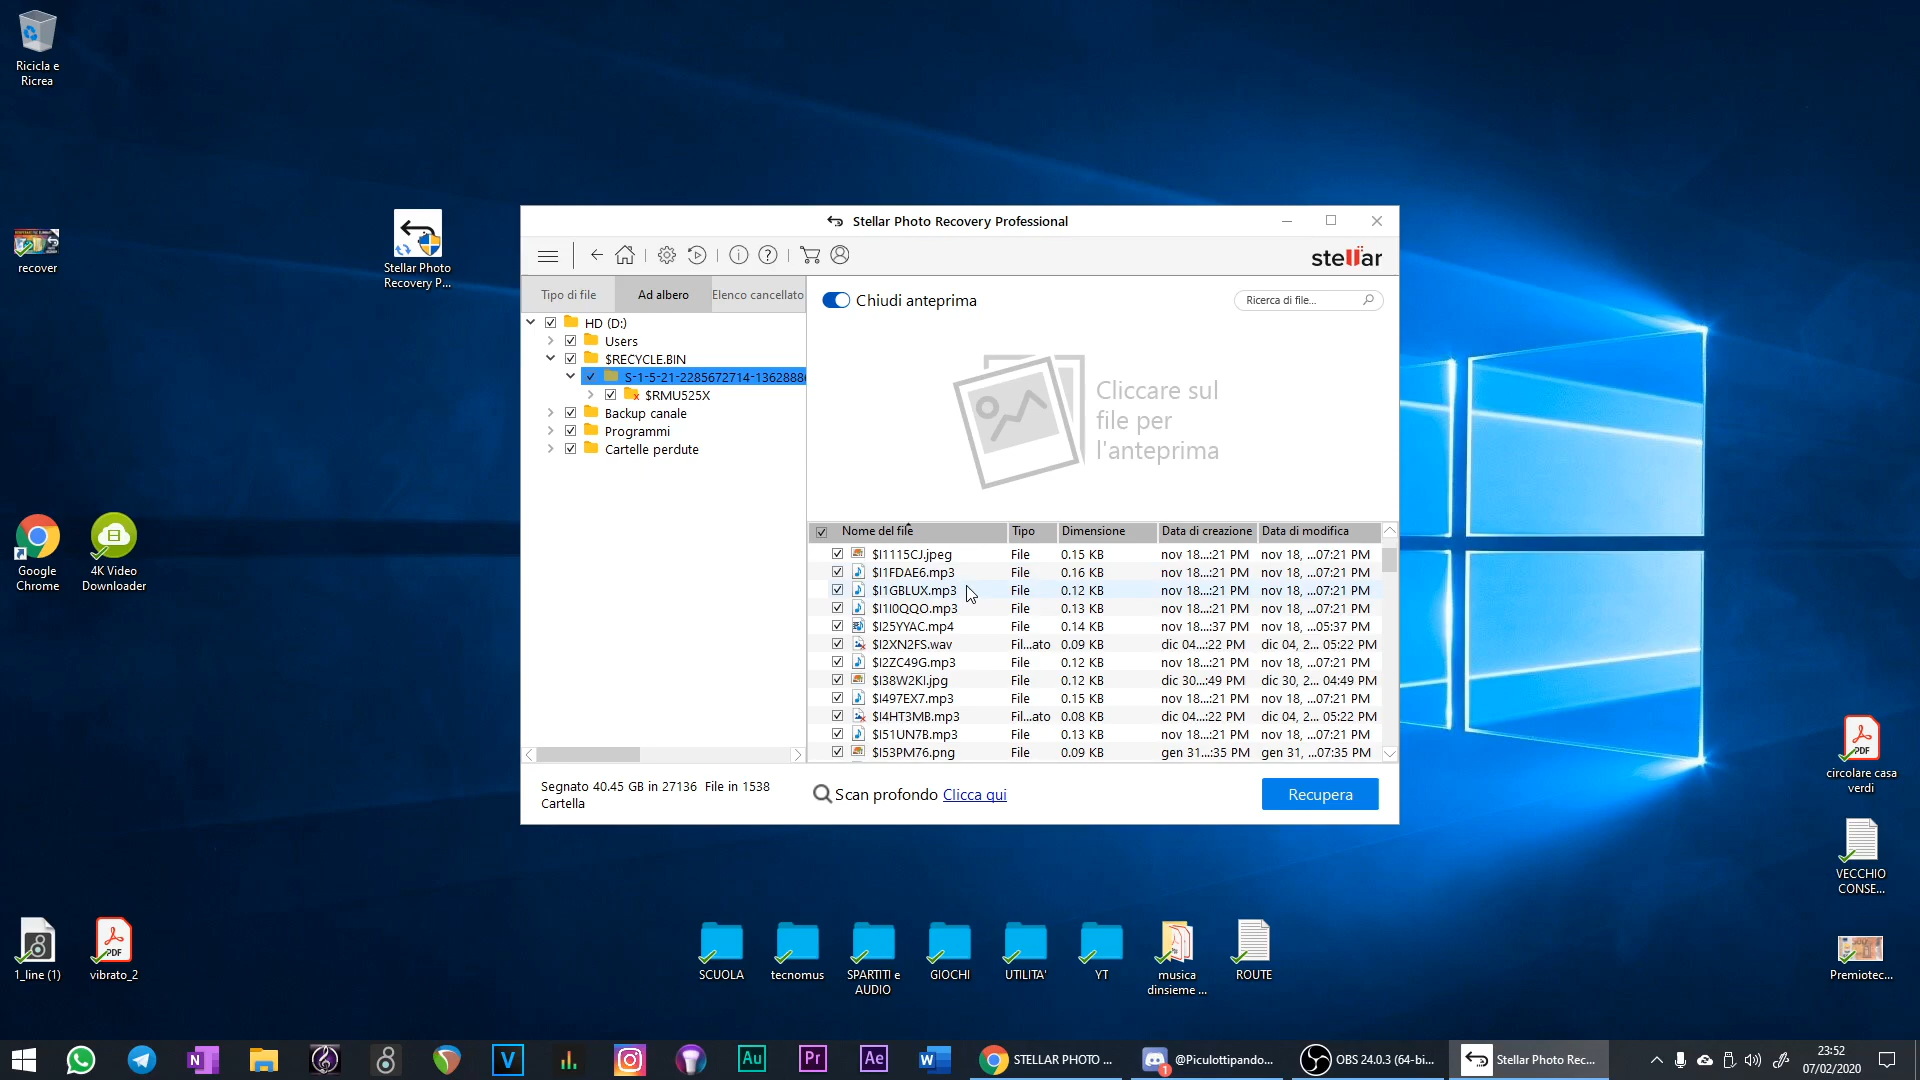 Ricicla e
Ricrea
recover
Stellar Photo
Recovery P...
Google
Chrome
4K Video
Downloader
1_line (1)
vibrato_2
Stellar Photo Recovery Professional
stellar
Tipo di file
Ad albero
Elenco cancellato
HD (D:)
Users
$RECYCLE.BIN
S-1-5-21-2285672714-1362888
$RMU525X
Backup canale
Programmi
Cartelle perdute
Chiudi anteprima
Ricerca di file...
Cliccare sul
file per
l'anteprima
Nome del file Tipo Dimensione Data di creazione Data di modifica
$I1115CJ.jpeg File 0.15 KB nov 18...:21 PM nov 18, ...07:21 PM
$I1FDAE6.mp3 File 0.16 KB nov 18...:21 PM nov 18, ...07:21 PM
$I1GBLUX.mp3 File 0.12 KB nov 18...:21 PM nov 18, ...07:21 PM
$I1I0QQO.mp3 File 0.13 KB nov 18...:21 PM nov 18, ...07:21 PM
$I25YYAC.mp4 File 0.14 KB nov 18...:37 PM nov 18, ...05:37 PM
$I2XN2FS.wav Fil...ato 0.09 KB dic 04...:22 PM dic 04, 2... 05:22 PM
$I2ZC49G.mp3 File 0.12 KB nov 18...:21 PM nov 18, ...07:21 PM
$I38W2KI.jpg File 0.12 KB dic 30...:49 PM dic 30, 2... 04:49 PM
$I497EX7.mp3 File 0.15 KB nov 18...:21 PM nov 18, ...07:21 PM
$I4HT3MB.mp3 Fil...ato 0.08 KB dic 04...:22 PM dic 04, 2... 05:22 PM
$I51UN7B.mp3 File 0.13 KB nov 18...:21 PM nov 18, ...07:21 PM
$I53PM76.png File 0.09 KB gen 31...:35 PM gen 31, ...07:35 PM
Segnato 40.45 GB in 27136 File in 1538
Cartella
Scan profondo Clicca qui
Recupera
circolare casa
verdi
VECCHIO
CONSE...
Premiotec...
SCUOLA
tecnomus
SPARTITI e
AUDIO
GIOCHI
UTILITA'
YT
musica
dinsieme ...
ROUTE
PDF
PDF
N
V
Au
Pr
Ae
W
STELLAR PHOTO ...
1
@Piculottipando...
OBS 24.0.3 (64-bi...
Stellar Photo Rec...
23:52
07/02/2020